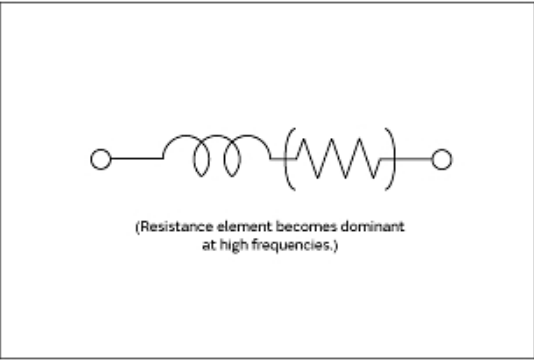 (Resistance element becomes dominant
at high frequencies.)